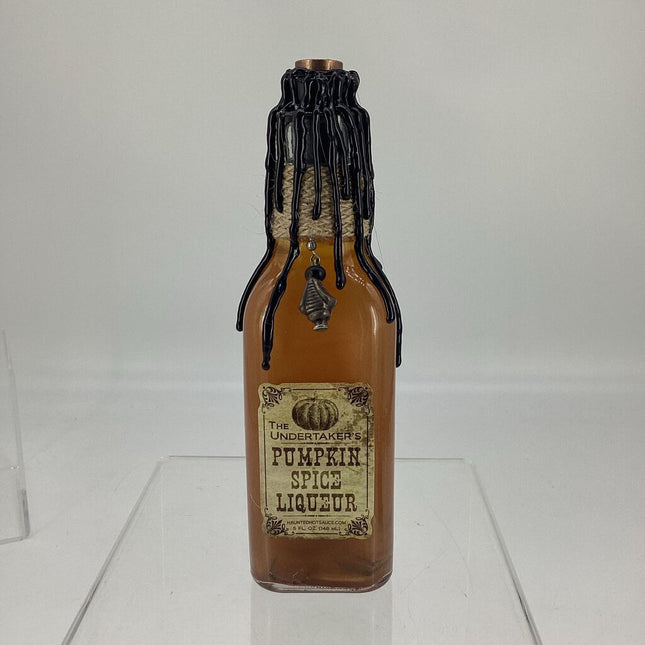 THE
UNDERTAKER'S
PUMPKIN
SPICE
LIQUEUR
HAUNTEDHOTSAUCE.COM
5 FL. OZ. (148 mL)